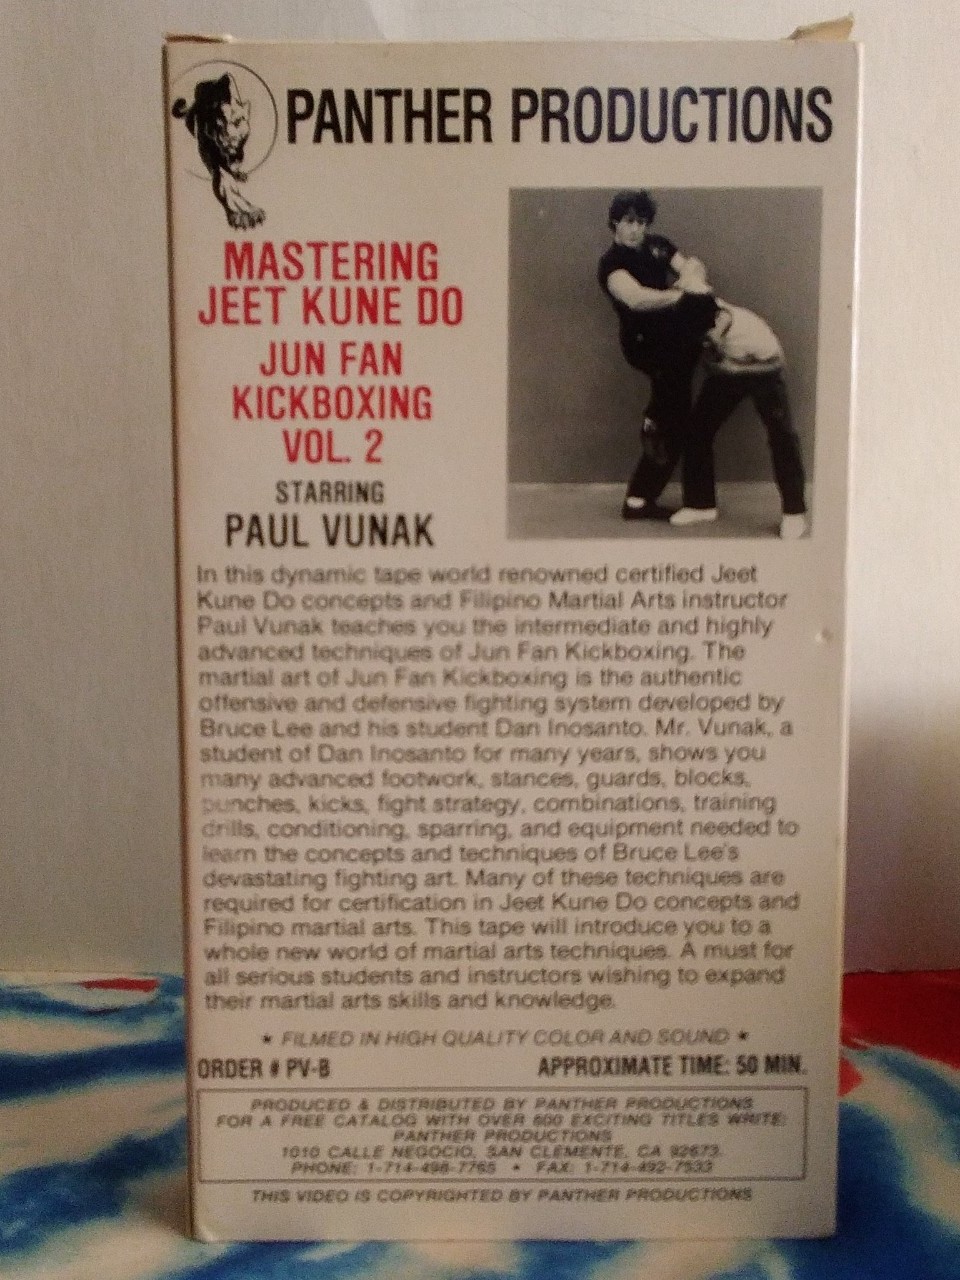 PANTHER PRODUCTIONS
MASTERING
JEET KUNE DO
JUN FAN
KICKBOXING
VOL. 2
STARRING
PAUL VUNAK
In this dynamic tape world renowned certified Jeet
Kune Do concepts and Filipino Martial Arts instructor
Paul Vunak teaches you the intermediate and highly
advanced techniques of Jun Fan Kickboxing. The
martial art of Jun Fan Kickboxing is the authentic
offensive and defensive fighting system developed by
Bruce Lee and his student Dan Inosanto. Mr. Vunak, a
student of Dan Inosanto for many years, shows you
many advanced footwork, stances, guards, blocks,
punches, kicks, fight strategy, combinations, training
drills, conditioning, sparring, and equipment needed to
learn the concepts and techniques of Bruce Lee's
devastating fighting art. Many of these techniques are
required for certification in Jeet Kune Do concepts and
Filipino martial arts. This tape will introduce you to a
whole new world of martial arts techniques. A must for
all serious students and instructors wishing to expand
their martial arts skills and knowledge.
★ FILMED IN HIGH QUALITY COLOR AND SOUND ★
ORDER # PV-B APPROXIMATE TIME: 50 MIN.
PRODUCED & DISTRIBUTED BY PANTHER PRODUCTIONS
FOR A FREE CATALOG WITH OVER 600 EXCITING TITLES WRITE:
PANTHER PRODUCTIONS
1010 CALLE NEGOCIO, SAN CLEMENTE, CA 92673.
PHONE: 1-714-498-7765 • FAX: 1-714-492-7533
THIS VIDEO IS COPYRIGHTED BY PANTHER PRODUCTIONS